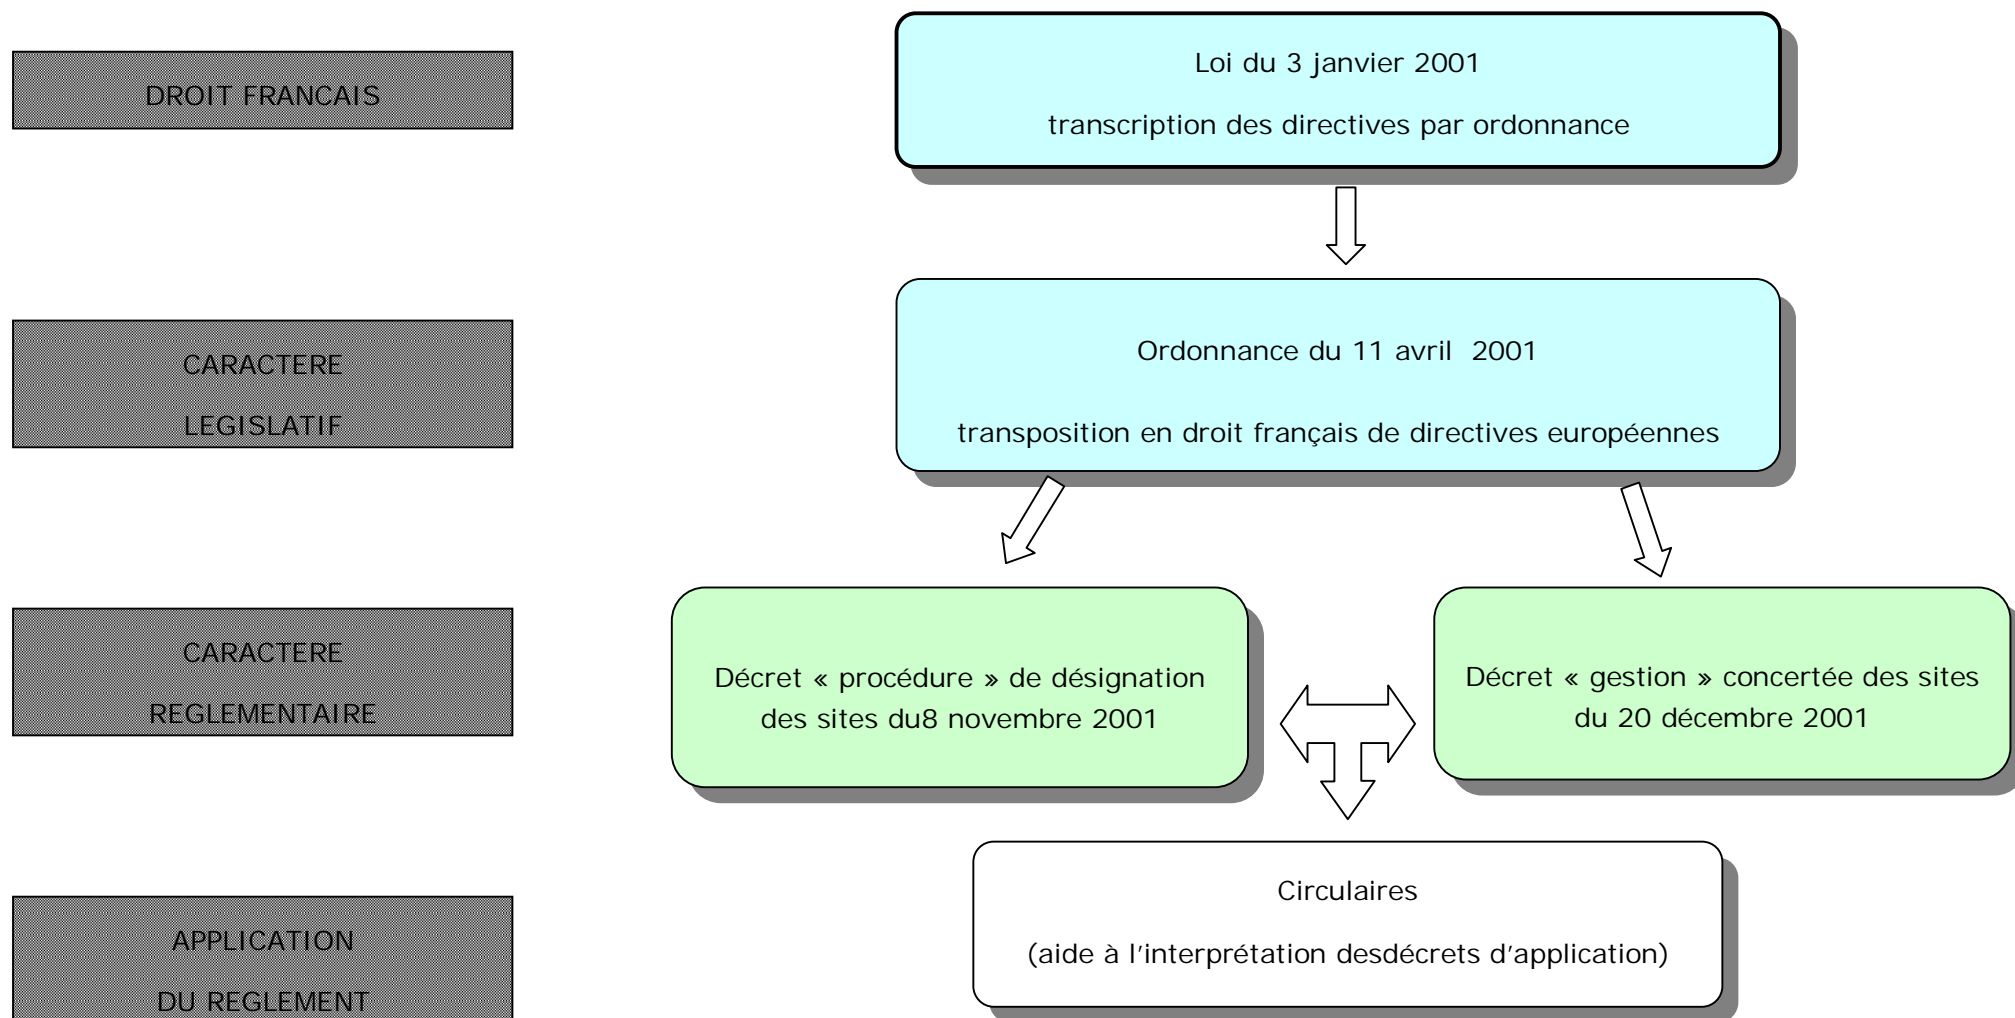 DROIT FRANCAIS
Loi du 3 janvier 2001
transcription des directives par ordonnance
CARACTERE
LEGISLATIF
Ordonnance du 11 avril  2001
transposition en droit français de directives européennes
CARACTERE
REGLEMENTAIRE
Décret « procédure » de désignation
des sites du8 novembre 2001
Décret « gestion » concertée des sites
du 20 décembre 2001
APPLICATION
DU REGLEMENT
Circulaires
(aide à l’interprétation desdécrets d’application)